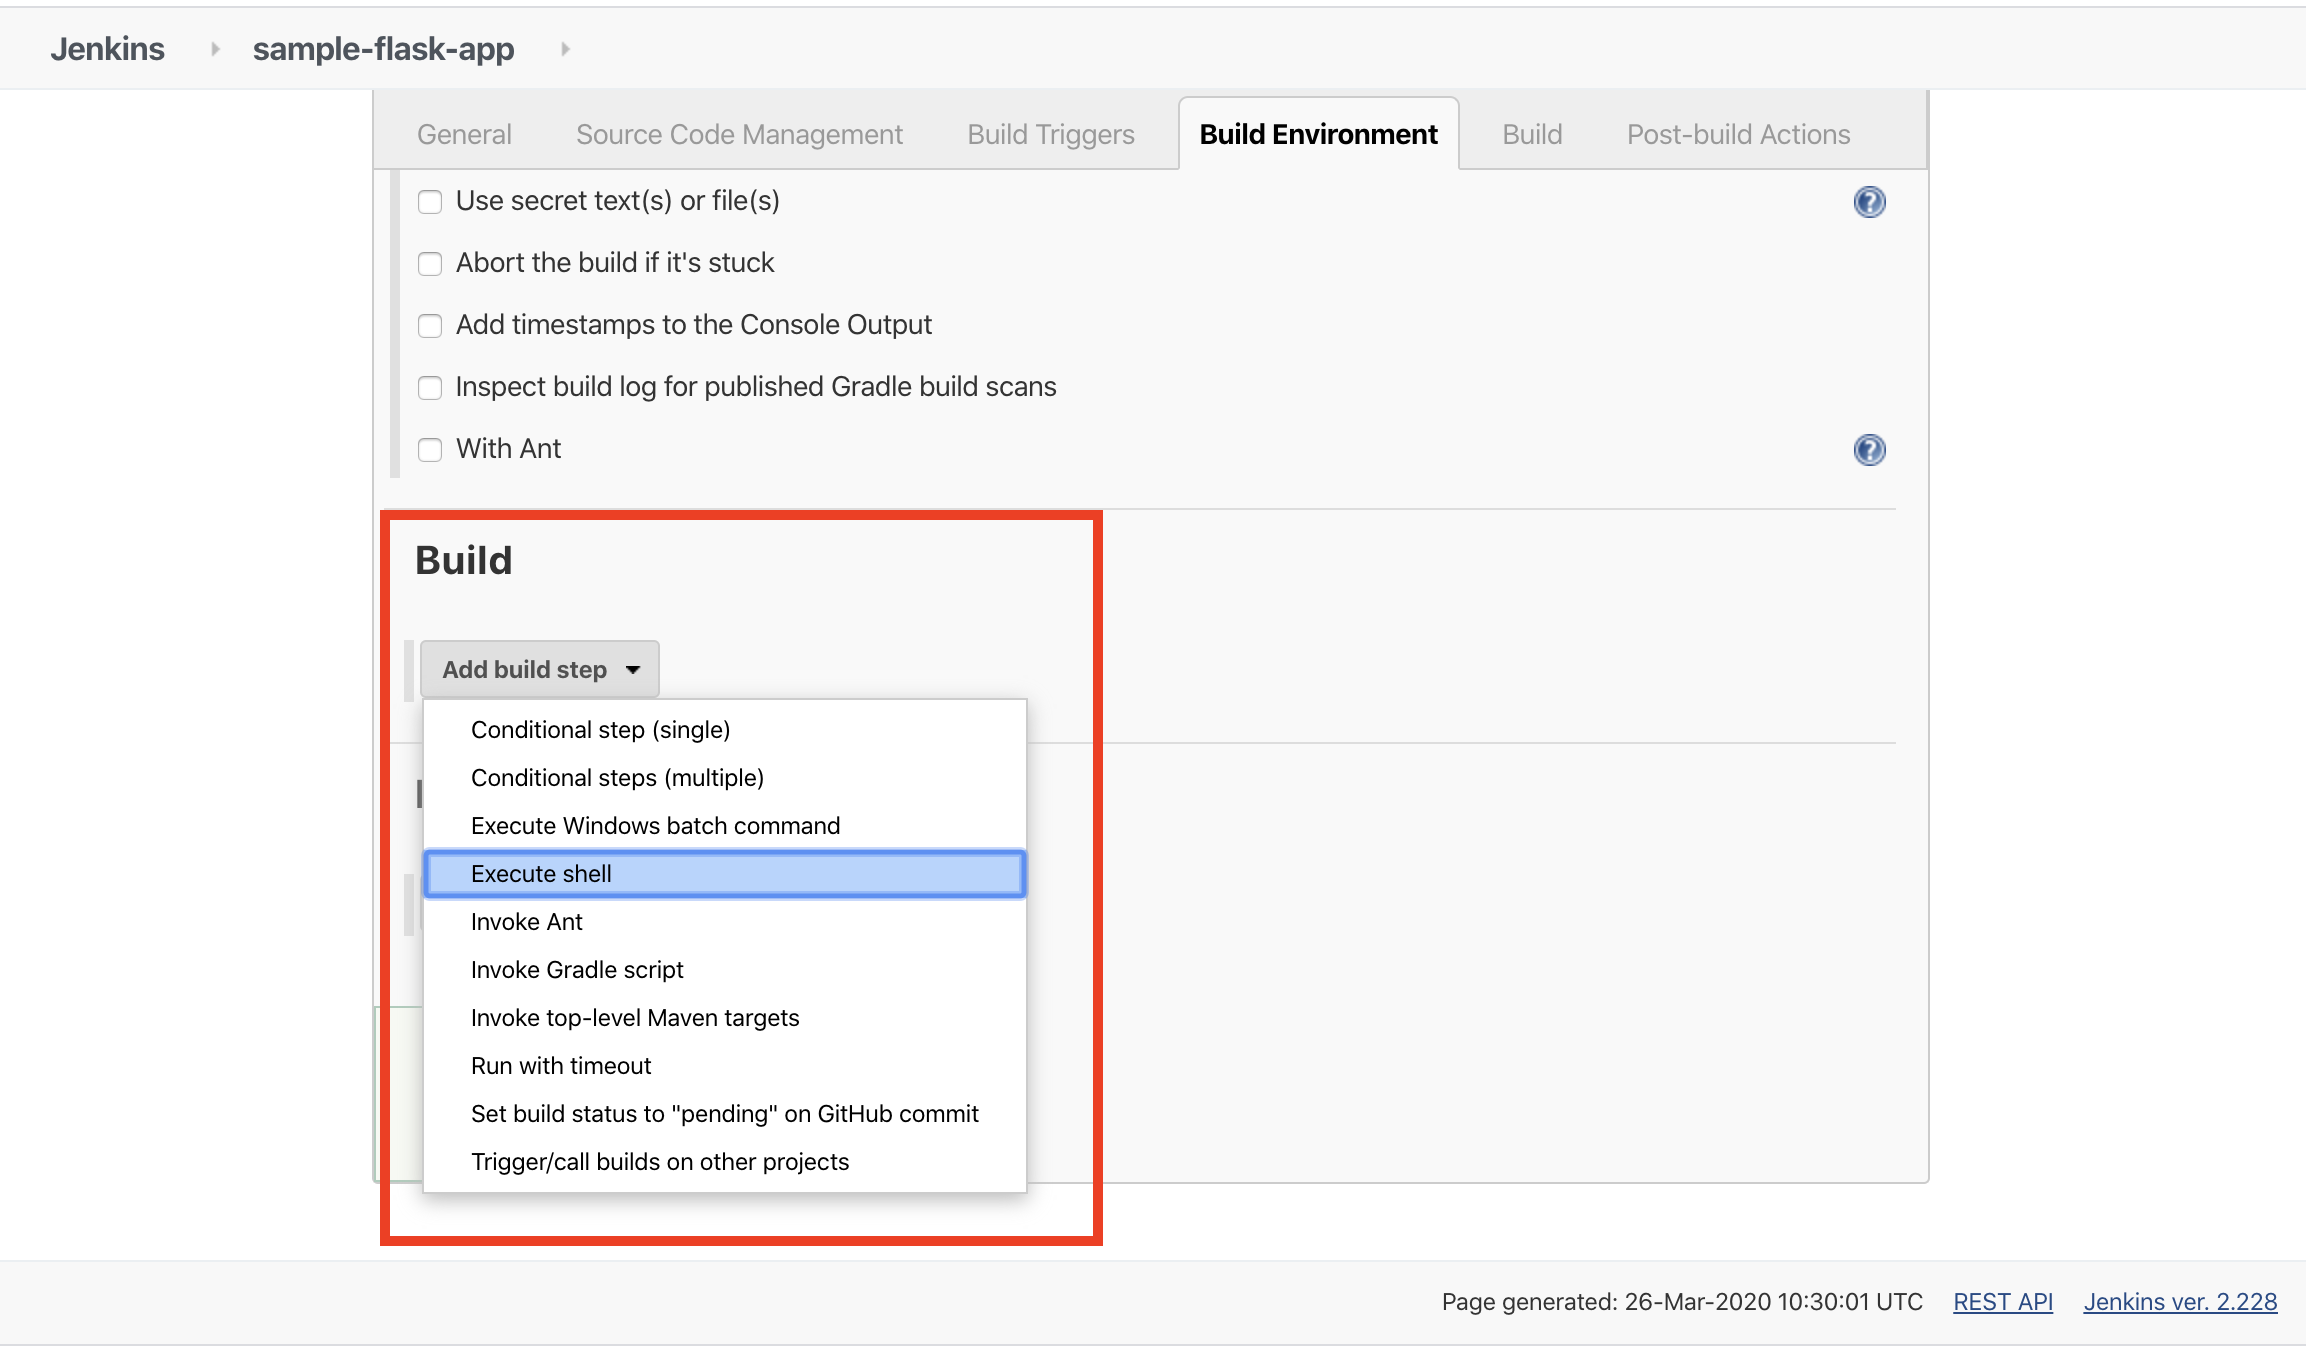 Jenkins sample-flask-app
General Source Code Management Build Triggers Build Environment Build Post-build Actions
Use secret text(s) or file(s)
Abort the build if it's stuck
Add timestamps to the Console Output
Inspect build log for published Gradle build scans
With Ant
Build
Add build step
Conditional step (single)
Conditional steps (multiple)
Execute Windows batch command
Execute shell
Invoke Ant
Invoke Gradle script
Invoke top-level Maven targets
Run with timeout
Set build status to "pending" on GitHub commit
Trigger/call builds on other projects
Page generated: 26-Mar-2020 10:30:01 UTC REST API Jenkins ver. 2.228